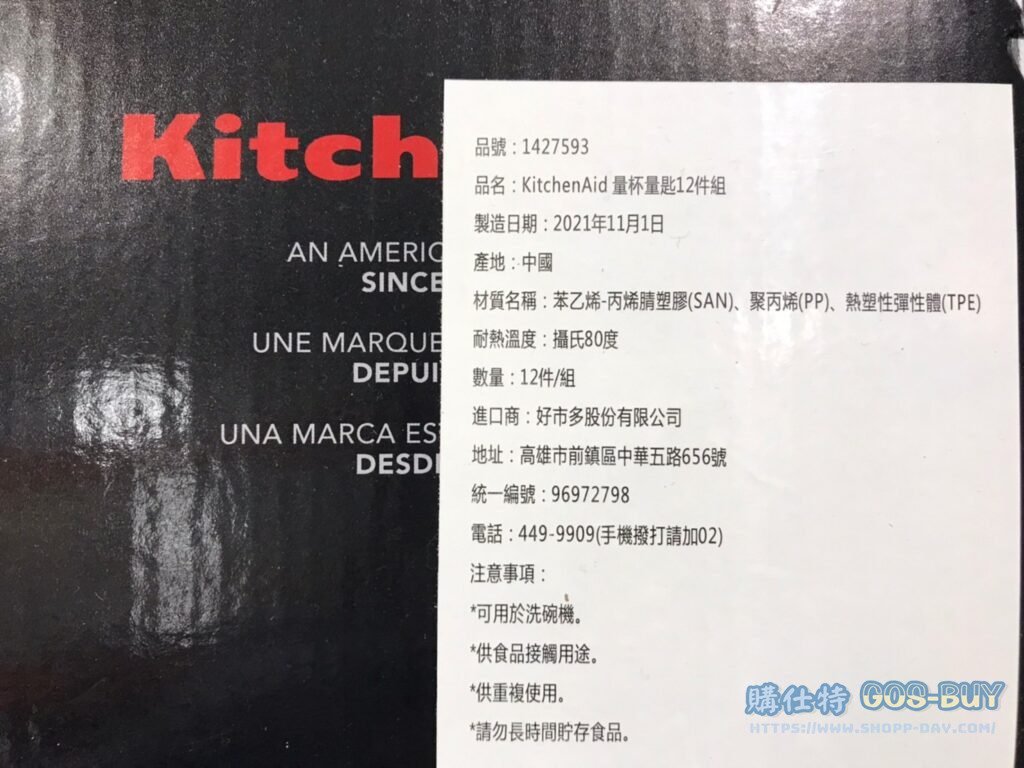 Kitch
AN AMERIC
SINCE
UNE MARQUE
DEPUI
UNA MARCA ES
DESD
品號：1427593
品名：KitchenAid 量杯量匙12件組
製造日期：2021年11月1日
產地：中國
材質名稱：苯乙烯-丙烯腈塑膠(SAN)、聚丙烯(PP)、熱塑性彈性體(TPE)
耐熱溫度：攝氏80度
數量：12件/組
進口商：好市多股份有限公司
地址：高雄市前鎮區中華五路656號
統一編號：96972798
電話：449-9909(手機撥打請加02)
注意事項：
*可用於洗碗機。
*供食品接觸用途。
*供重複使用。
*請勿長時間貯存食品。
購仕特 GOS-BUY
HTTPS://WWW.SHOPP-DAY.COM/